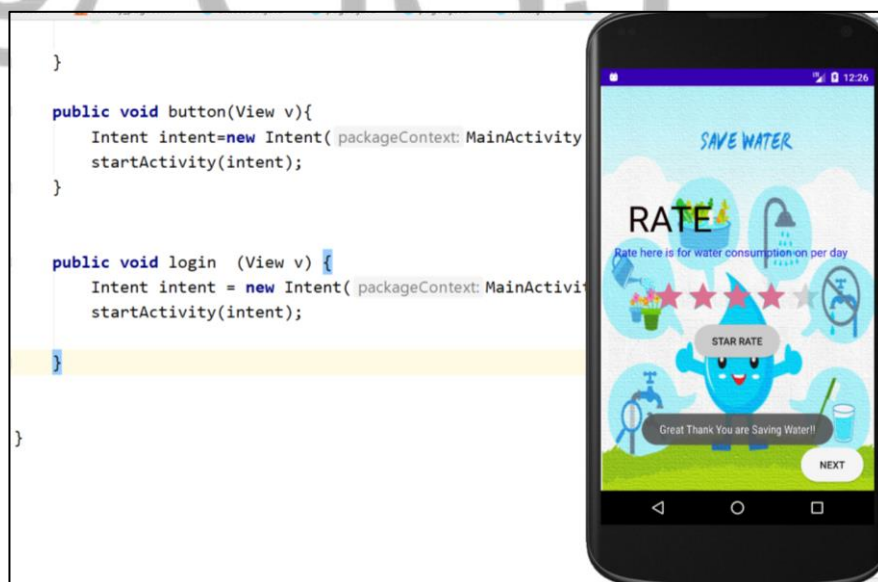 }
public void button(View v){
Intent intent=new Intent( packageContext: MainActivity
startActivity(intent);
}
public void login  (View v) {
Intent intent = new Intent( packageContext: MainActivit
startActivity(intent);
}
}
12:26
SAVE WATER
RATE
Rate here is for water consumption on per day
STAR RATE
Great Thank You are Saving Water!!
NEXT